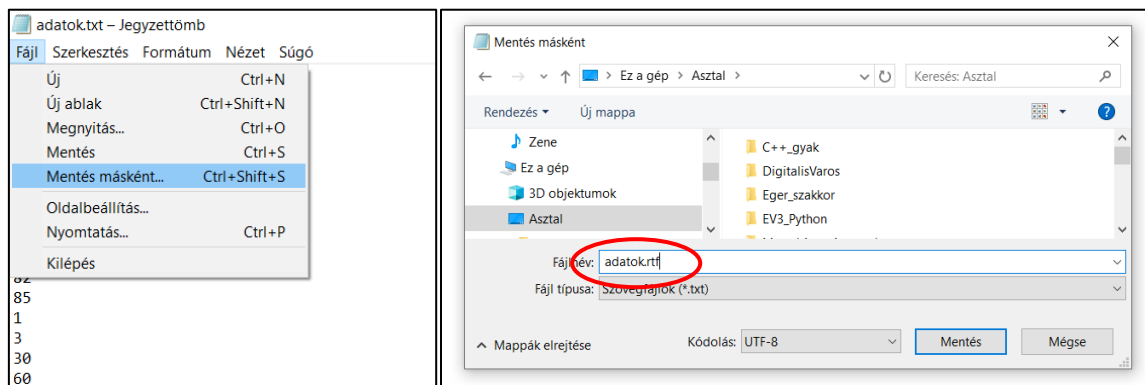 adatok.txt – Jegyzettömb
Fájl Szerkesztés Formátum Nézet Súgó
Új Ctrl+N
Új ablak Ctrl+Shift+N
Megnyitás... Ctrl+O
Mentés Ctrl+S
Mentés másként... Ctrl+Shift+S
Oldalbeállítás...
Nyomtatás... Ctrl+P
Kilépés
82
85
1
3
30
60
Mentés másként
Ez a gép > Asztal >
Keresés: Asztal
Rendezés Új mappa
Zene
Ez a gép
3D objektumok
Asztal
C++_gyak
DigitalisVaros
Eger_szakkor
EV3_Python
Fájlnév: adatok.rtf
Fájl típusa: Szövegfájlok (*.txt)
Mappák elrejtése
Kódolás: UTF-8
Mentés
Mégse